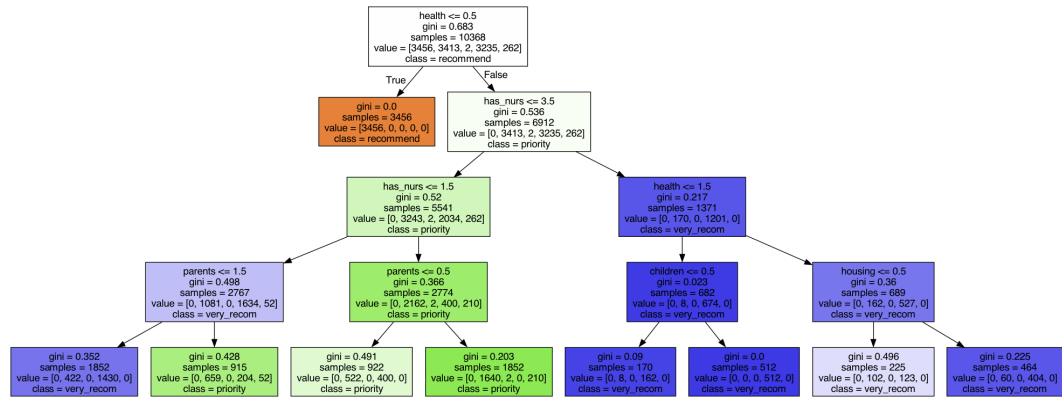 health <= 0.5
gini = 0.683
samples = 10368
value = [3456, 3413, 2, 3235, 262]
class = recommend
True
False
gini = 0.0
samples = 3456
value = [3456, 0, 0, 0, 0]
class = recommend
has_nurs <= 3.5
gini = 0.536
samples = 6912
value = [0, 3413, 2, 3235, 262]
class = priority
has_nurs <= 1.5
gini = 0.52
samples = 5541
value = [0, 3243, 2, 2034, 262]
class = priority
health <= 1.5
gini = 0.217
samples = 1371
value = [0, 170, 0, 1201, 0]
class = very_recom
parents <= 1.5
gini = 0.498
samples = 2767
value = [0, 1081, 0, 1634, 52]
class = very_recom
parents <= 0.5
gini = 0.366
samples = 2774
value = [0, 2162, 2, 400, 210]
class = priority
children <= 0.5
gini = 0.023
samples = 682
value = [0, 8, 0, 674, 0]
class = very_recom
housing <= 0.5
gini = 0.36
samples = 689
value = [0, 162, 0, 527, 0]
class = very_recom
gini = 0.352
samples = 1852
value = [0, 422, 0, 1430, 0]
class = very_recom
gini = 0.428
samples = 915
value = [0, 659, 0, 204, 52]
class = priority
gini = 0.491
samples = 922
value = [0, 522, 0, 400, 0]
class = priority
gini = 0.203
samples = 1852
value = [0, 1640, 2, 0, 210]
class = priority
gini = 0.09
samples = 170
value = [0, 8, 0, 162, 0]
class = very_recom
gini = 0.0
samples = 512
value = [0, 0, 0, 512, 0]
class = very_recom
gini = 0.496
samples = 225
value = [0, 102, 0, 123, 0]
class = very_recom
gini = 0.225
samples = 464
value = [0, 60, 0, 404, 0]
class = very_recom